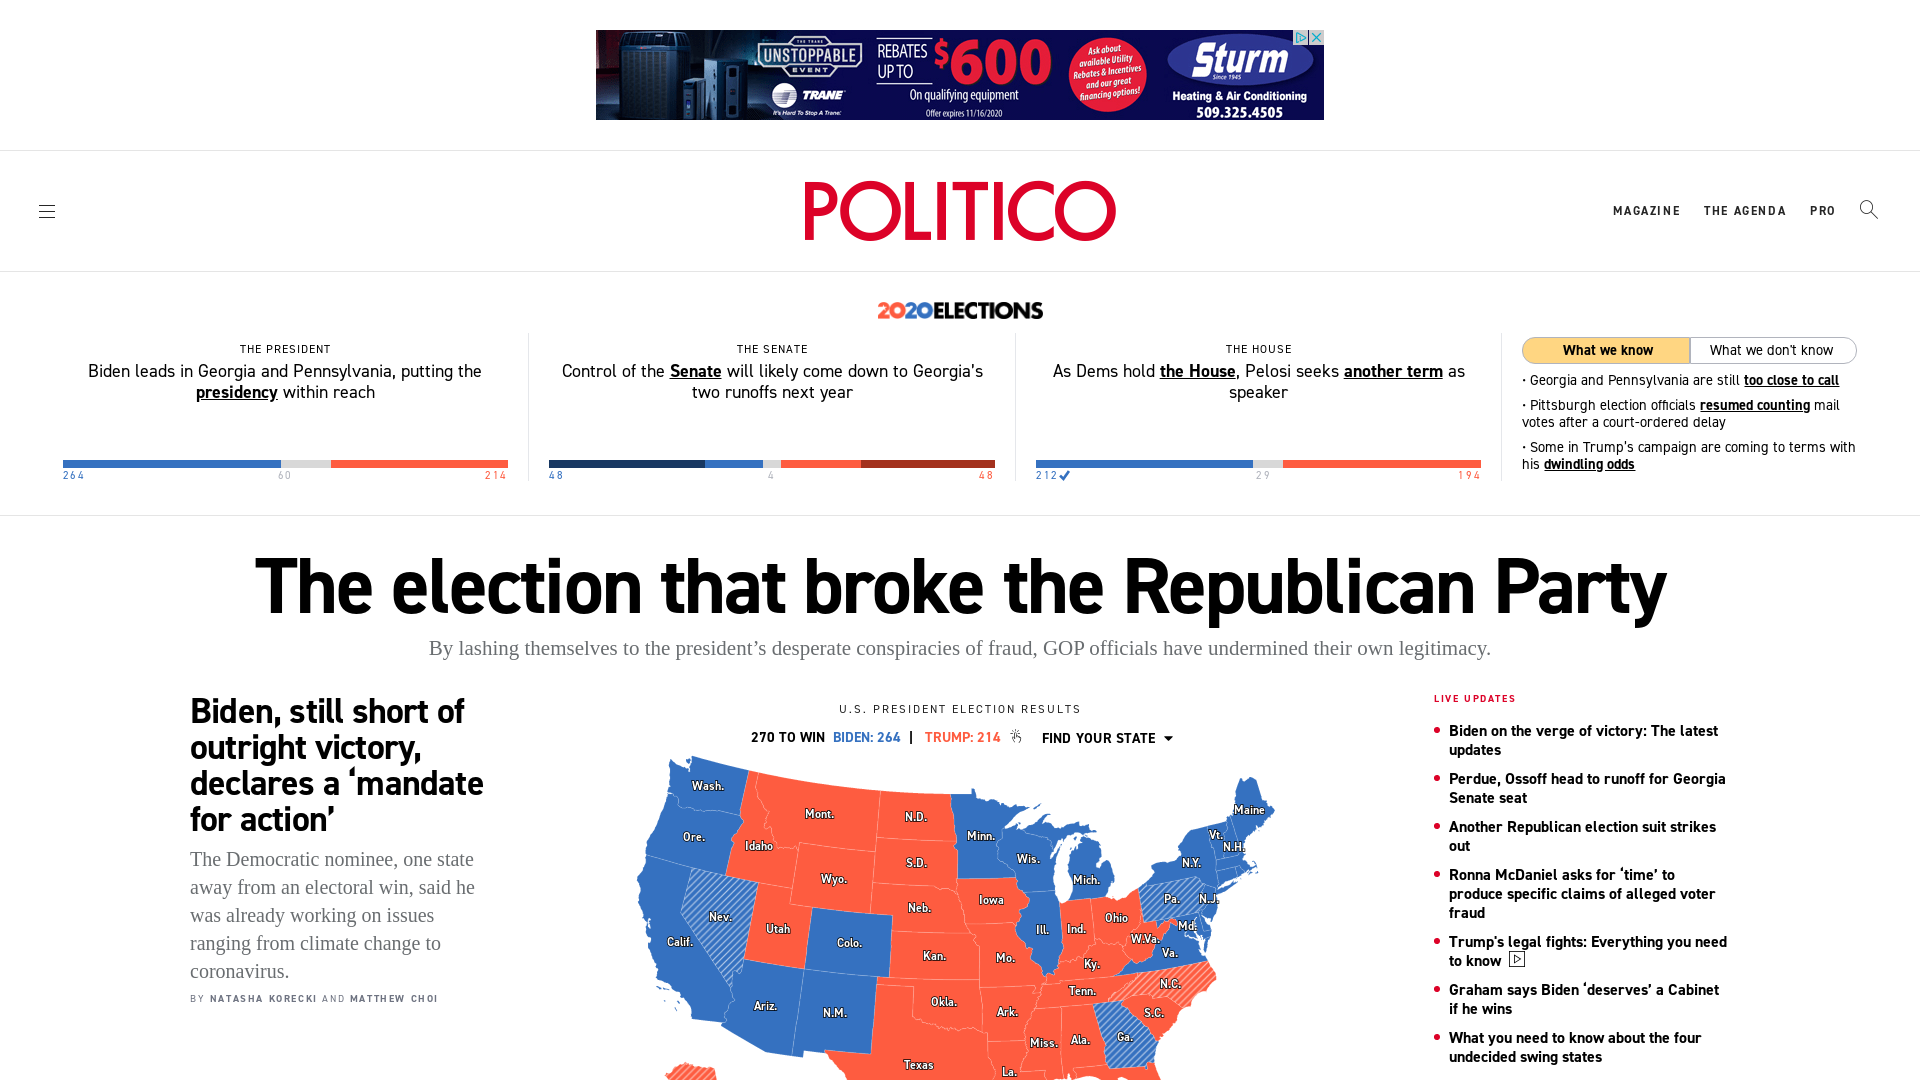 THE TRANE
UNSTOPPABLE
EVENT
TRANE
It's Hard To Stop A Trane.
REBATES
UP TO
$600
On qualifying equipment
Offer expires 11/16/2020
Ask about
available Utility
Rebates & Incentives
and our great
financing options!
Sturm
Since 1945
Heating & Air Conditioning
509.325.4505
POLITICO
MAGAZINE
THE AGENDA
PRO
2020ELECTIONS
THE PRESIDENT
Biden leads in Georgia and Pennsylvania, putting the
presidency within reach
264
60
214
THE SENATE
Control of the Senate will likely come down to Georgia’s
two runoffs next year
48
4
48
THE HOUSE
As Dems hold the House, Pelosi seeks another term as
speaker
212
29
194
What we know
What we don't know
· Georgia and Pennsylvania are still too close to call
· Pittsburgh election officials resumed counting mail
votes after a court-ordered delay
· Some in Trump’s campaign are coming to terms with
his dwindling odds
The election that broke the Republican Party
By lashing themselves to the president’s desperate conspiracies of fraud, GOP officials have undermined their own legitimacy.
Biden, still short of
outright victory,
declares a ‘mandate
for action’
The Democratic nominee, one state
away from an electoral win, said he
was already working on issues
ranging from climate change to
coronavirus.
BY NATASHA KORECKI AND MATTHEW CHOI
U.S. PRESIDENT ELECTION RESULTS
270 TO WIN BIDEN: 264 | TRUMP: 214
FIND YOUR STATE
Wash.
Ore.
Idaho
Mont.
N.D.
Minn.
Maine
Vt.
N.H.
S.D.
Wis.
N.Y.
Wyo.
Mich.
Nev.
Neb.
Iowa
Pa.
N.J.
Utah
Colo.
Ill.
Ind.
Ohio
Md.
Calif.
Kan.
Mo.
W.Va.
Va.
Ky.
Ariz.
N.M.
Okla.
Ark.
Tenn.
N.C.
S.C.
Miss.
Ala.
Ga.
Texas
La.
LIVE UPDATES
Biden on the verge of victory: The latest
updates
Perdue, Ossoff head to runoff for Georgia
Senate seat
Another Republican election suit strikes
out
Ronna McDaniel asks for ‘time’ to
produce specific claims of alleged voter
fraud
Trump's legal fights: Everything you need
to know
Graham says Biden ‘deserves’ a Cabinet
if he wins
What you need to know about the four
undecided swing states